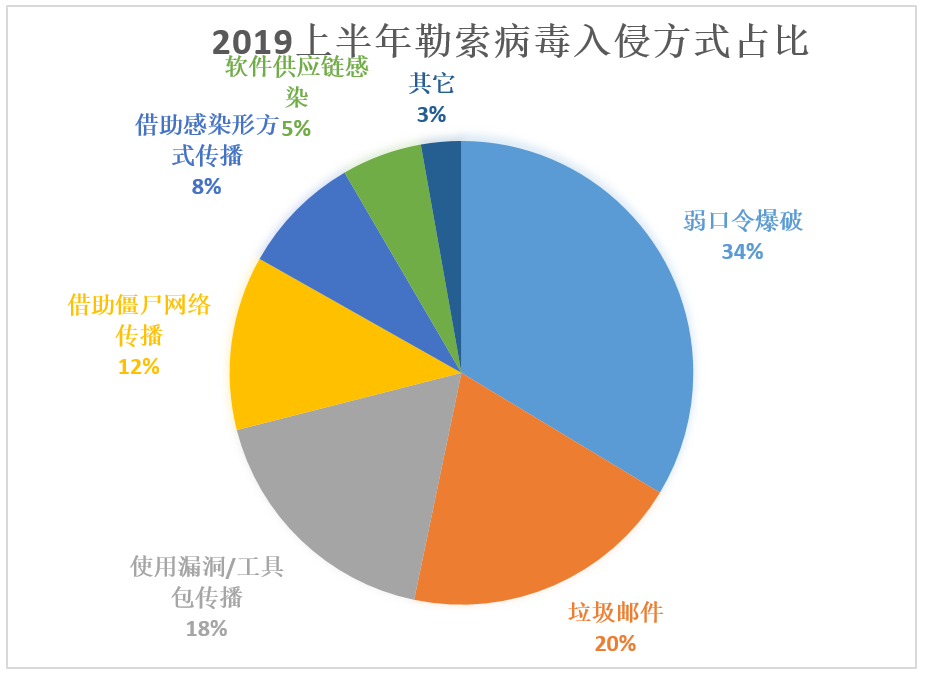 2019上半年勒索病毒入侵方式占比
软件供应链感
染
5%
其它
3%
借助感染形方
式传播
8%
弱口令爆破
34%
借助僵尸网络
传播
12%
使用漏洞/工具
包传播
18%
垃圾邮件
20%